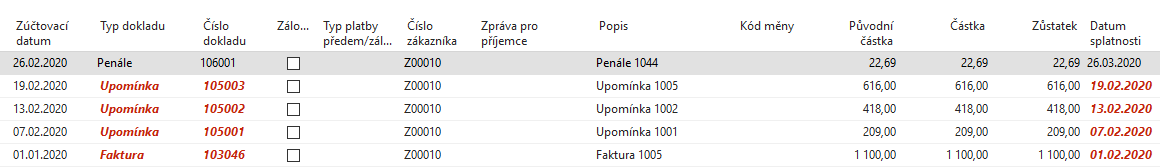 Zúčtovací datum Typ dokladu Číslo dokladu Zálo... Typ platby předem/zál... Číslo zákazníka Zpráva pro příjemce Popis Kód měny Původní částka Částka Zůstatek Datum splatnosti
26.02.2020 Penále 106001 Z00010 Penále 1044 22,69 22,69 22,69 26.03.2020
19.02.2020 Upomínka 105003 Z00010 Upomínka 1005 616,00 616,00 616,00 19.02.2020
13.02.2020 Upomínka 105002 Z00010 Upomínka 1002 418,00 418,00 418,00 13.02.2020
07.02.2020 Upomínka 105001 Z00010 Upomínka 1001 209,00 209,00 209,00 07.02.2020
01.01.2020 Faktura 103046 Z00010 Faktura 1005 1 100,00 1 100,00 1 100,00 01.02.2020